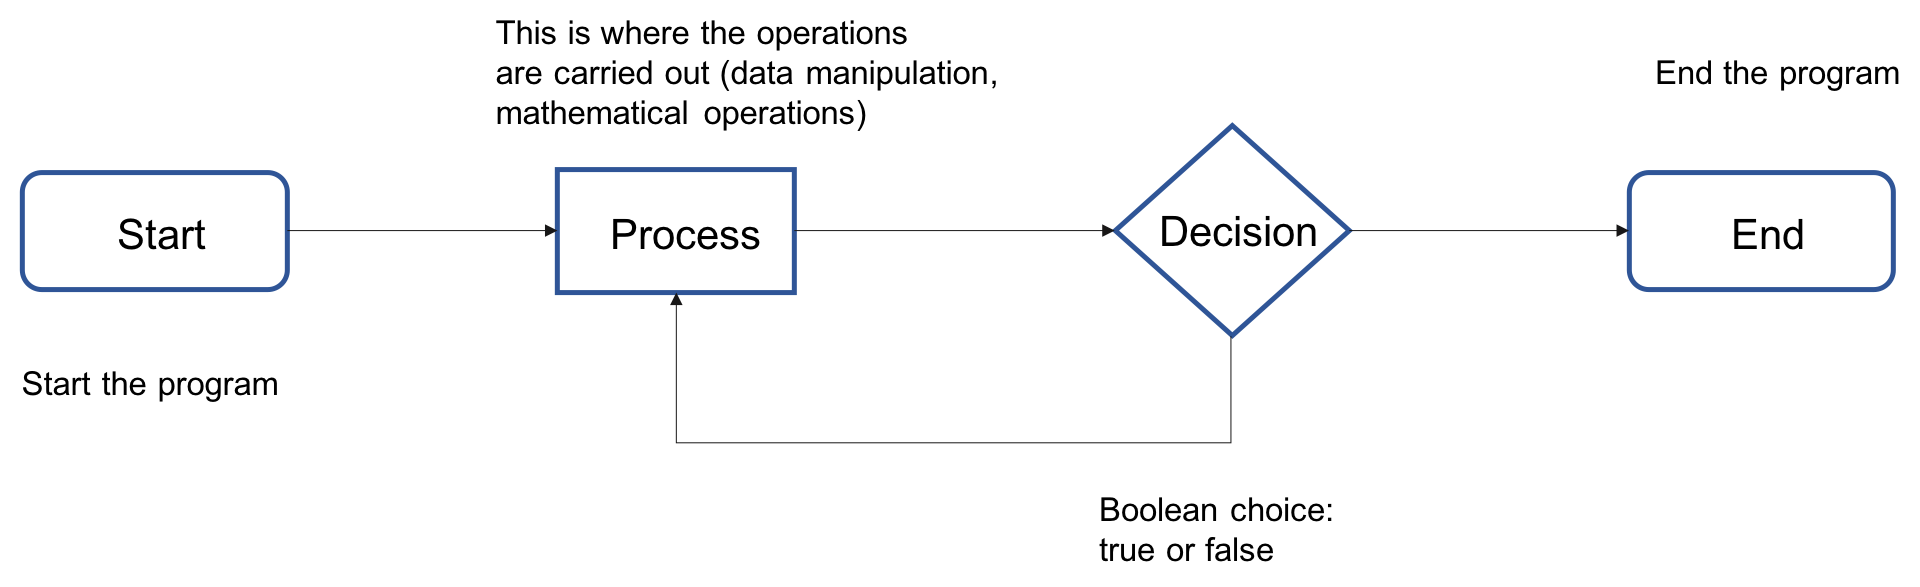 This is where the operations
are carried out (data manipulation,
mathematical operations)
End the program
Start
Process
Decision
End
Start the program
Boolean choice:
true or false